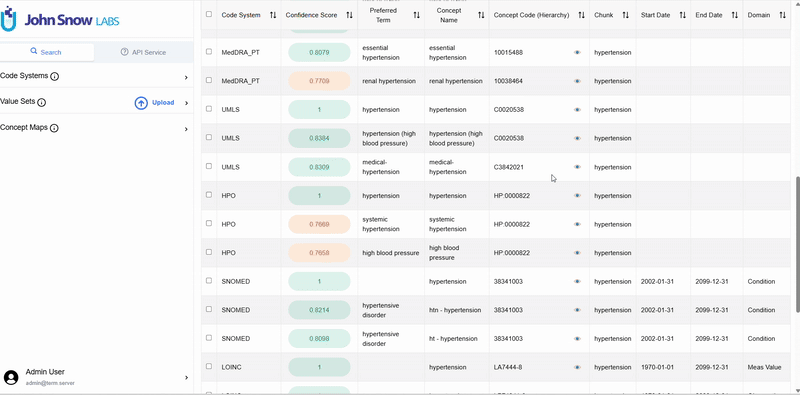 John Snow LABS
Search
API Service
Code Systems
Value Sets
Upload
Concept Maps
Admin User
admin@term.server
Code System Confidence Score Preferred Term Concept Name Concept Code (Hierarchy) Chunk Start Date End Date Domain
MedDRA_PT 0.8079 essential hypertension essential hypertension 10015488 hypertension
MedDRA_PT 0.7709 renal hypertension renal hypertension 10038464 hypertension
UMLS 1 hypertension hypertension C0020538 hypertension
UMLS 0.8384 hypertension (high blood pressure) hypertension (high blood pressure) C0020538 hypertension
UMLS 0.8309 medical-hypertension medical-hypertension C3842021 hypertension
HPO 1 hypertension hypertension HP:0000822 hypertension
HPO 0.7669 systemic hypertension systemic hypertension HP:0000822 hypertension
HPO 0.7658 high blood pressure high blood pressure HP:0000822 hypertension
SNOMED 1 hypertension 38341003 hypertension 2002-01-31 2099-12-31 Condition
SNOMED 0.8214 hypertensive disorder htn - hypertension 38341003 hypertension 2002-01-31 2099-12-31 Condition
SNOMED 0.8098 hypertensive disorder ht - hypertension 38341003 hypertension 2002-01-31 2099-12-31 Condition
LOINC 1 hypertension LA7444-8 hypertension 1970-01-01 2099-12-31 Meas Value